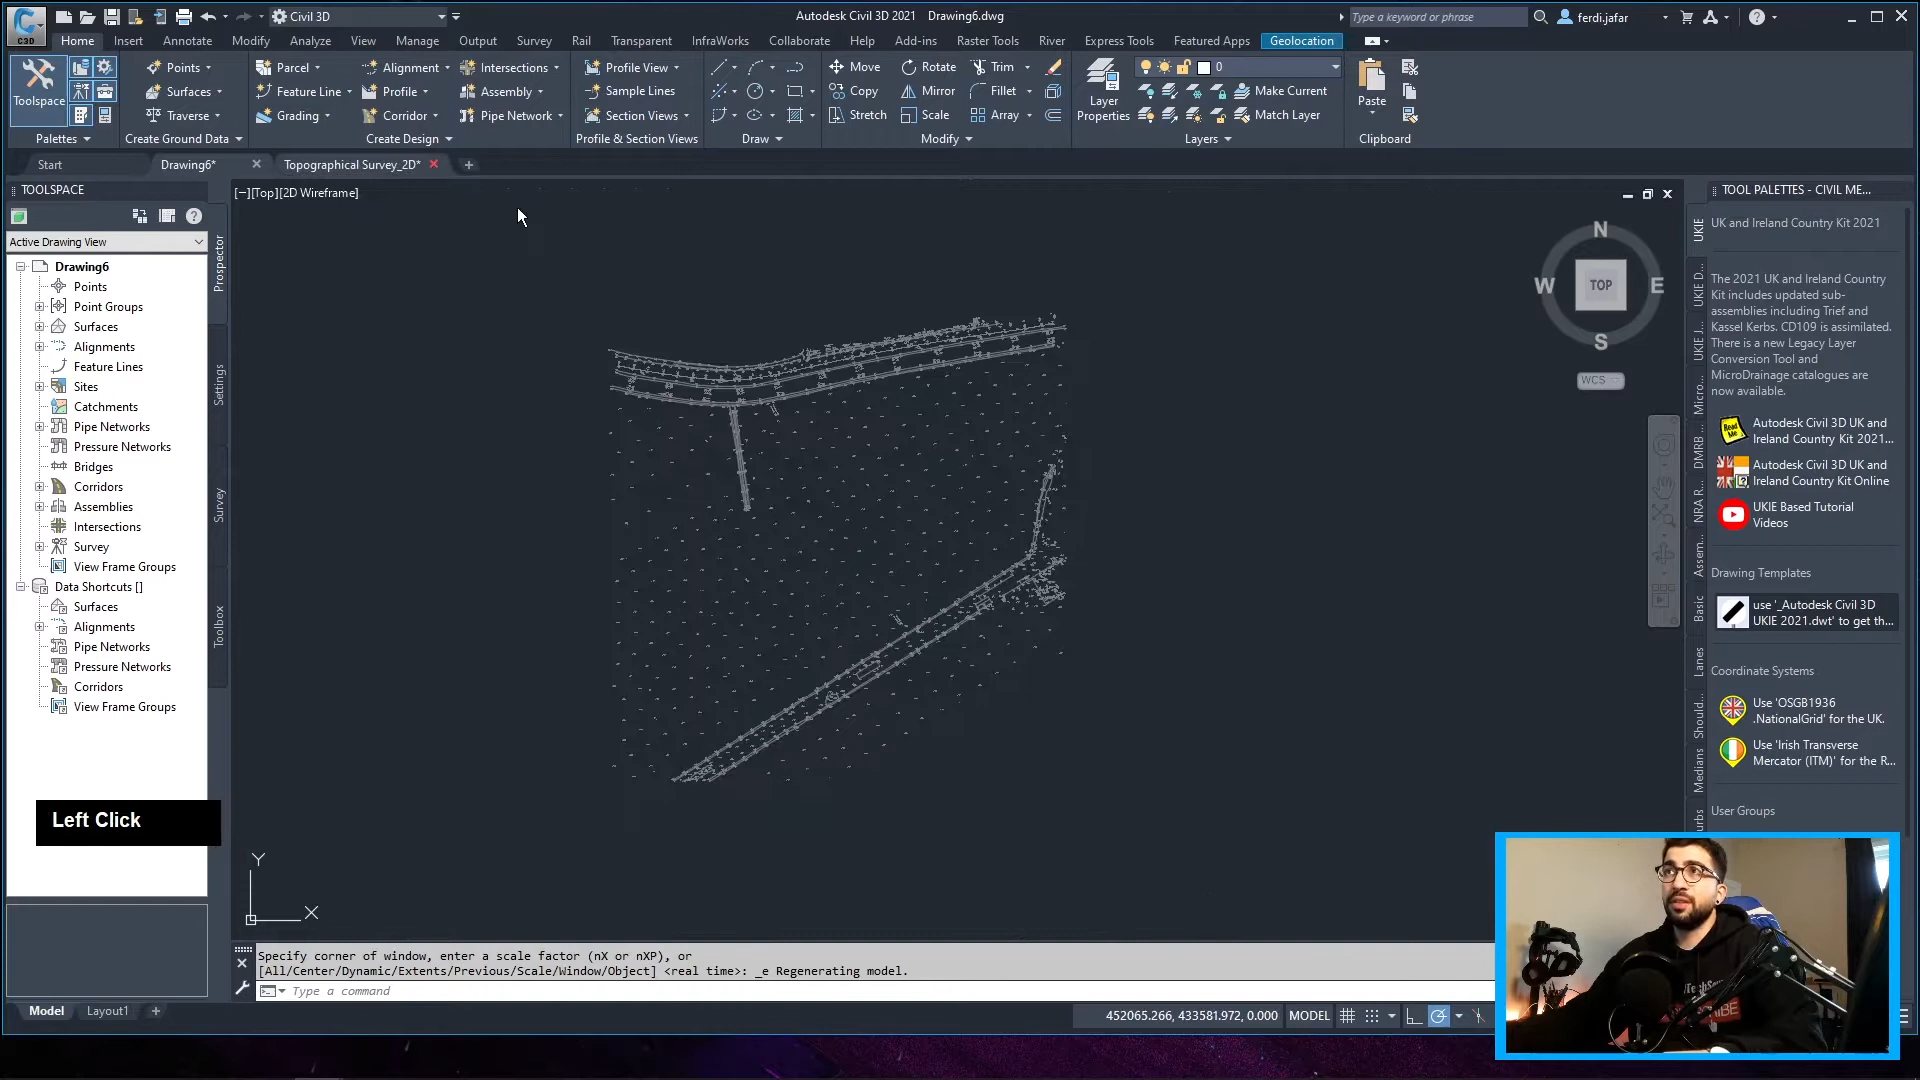 C3D
Civil 3D
Autodesk Civil 3D 2021 Drawing6.dwg
Type a keyword or phrase
ferdi.jafar
Home Insert Annotate Modify Analyze View Manage Output Survey Rail Transparent InfraWorks Collaborate Help Add-ins Raster Tools River Express Tools Featured Apps Geolocation
Toolspace
Palettes
Points
Surfaces
Traverse
Create Ground Data
Parcel
Feature Line
Grading
Alignment
Profile
Corridor
Intersections
Assembly
Pipe Network
Create Design
Profile View
Sample Lines
Section Views
Profile & Section Views
Draw
Move
Copy
Stretch
Rotate
Mirror
Scale
Trim
Fillet
Array
Modify
Layer
Properties
0
Make Current
Match Layer
Layers
Paste
Clipboard
Start
Drawing6*
Topographical Survey_2D*
TOOLSPACE
Active Drawing View
Drawing6
Points
Point Groups
Surfaces
Alignments
Feature Lines
Sites
Catchments
Pipe Networks
Pressure Networks
Bridges
Corridors
Assemblies
Intersections
Survey
View Frame Groups
Data Shortcuts []
Surfaces
Alignments
Pipe Networks
Pressure Networks
Corridors
View Frame Groups
Prospector
Settings
Survey
Toolbox
Left Click
[−][Top][2D Wireframe]
N
W
TOP
E
S
WCS
Y
X
TOOL PALETTES - CIVIL ME...
UK and Ireland Country Kit 2021
The 2021 UK and Ireland Country
Kit includes updated sub-
assemblies including Trief and
Kassel Kerbs. CD109 is assimilated.
There is a new Legacy Layer
Conversion Tool and
MicroDrainage catalogues are
now available.
Autodesk Civil 3D UK and
Ireland Country Kit 2021...
Autodesk Civil 3D UK and
Ireland Country Kit Online
UKIE Based Tutorial
Videos
Drawing Templates
use '_Autodesk Civil 3D
UKIE 2021.dwt' to get th...
Coordinate Systems
Use 'OSGB1936
.NationalGrid' for the UK.
Use 'Irish Transverse
Mercator (ITM)' for the R...
User Groups
UKIE
UKIE D...
UKIE J...
Micro...
DMRB ...
NRA R...
Assem...
Basic
Lanes
Should...
Medians
Specify corner of window, enter a scale factor (nX or nXP), or
[All/Center/Dynamic/Extents/Previous/Scale/Window/Object] <real time>: _e Regenerating model.
Type a command
Model
Layout1
452065.266, 433581.972, 0.000
MODEL